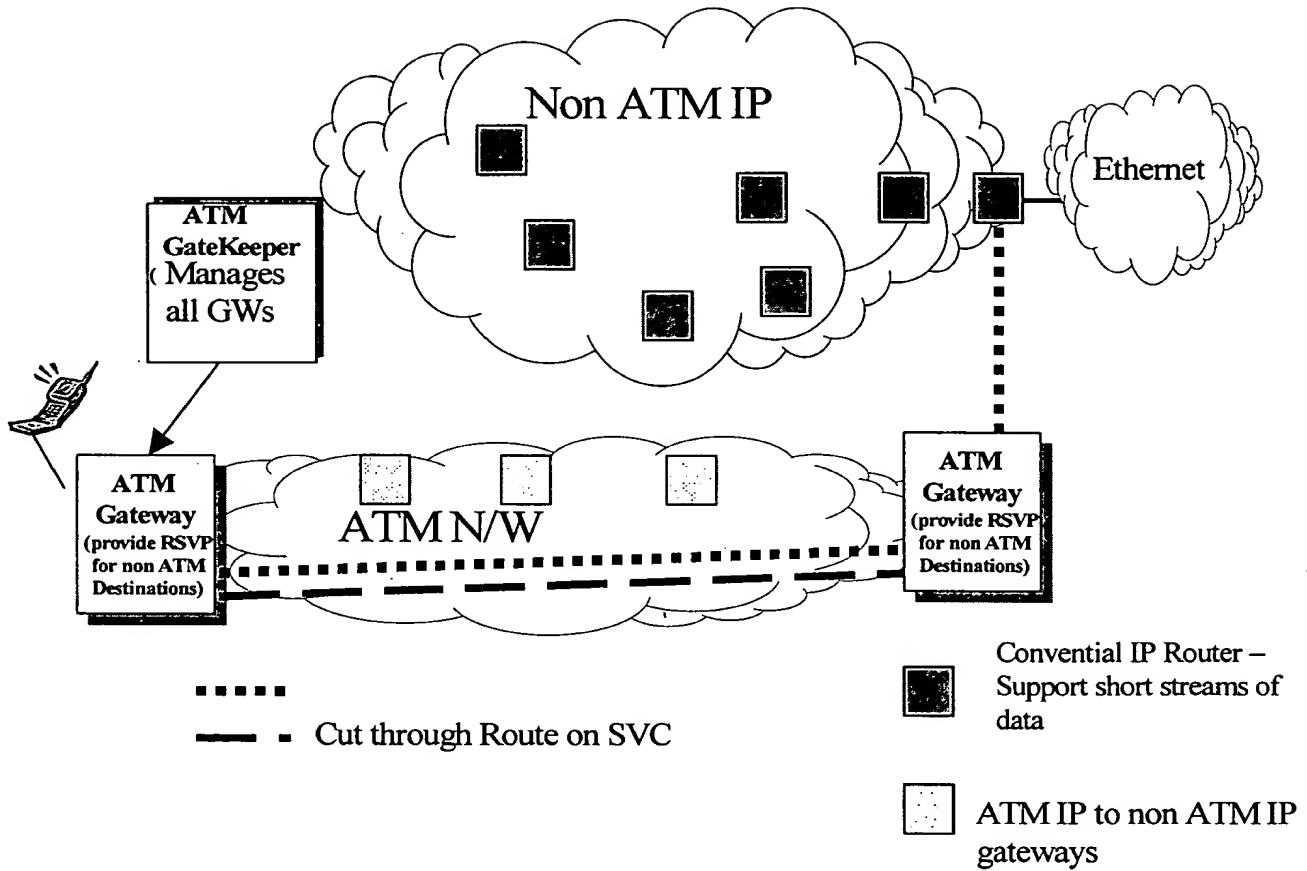 Non ATM IP
Ethernet
ATM
GateKeeper
( Manages
all GWs
ATM
Gateway
(provide RSVP
for non ATM
Destinations)
ATM N/W
ATM
Gateway
(provide RSVP
for non ATM
Destinations)
Cut through Route on SVC
Convential IP Router –
Support short streams of
data
ATM IP to non ATM IP
gateways